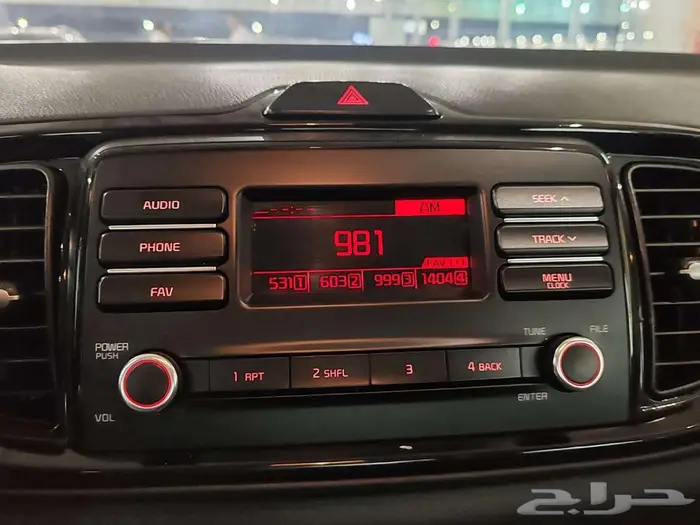 AUDIO
PHONE
FAV
--:--
AM
981
FAV 1/1
531 1 603 2 999 3 1404 4
SEEK
TRACK
MENU
CLOCK
POWER
PUSH
VOL
1 RPT
2 SHFL
3
4 BACK
TUNE
FILE
ENTER
حراج